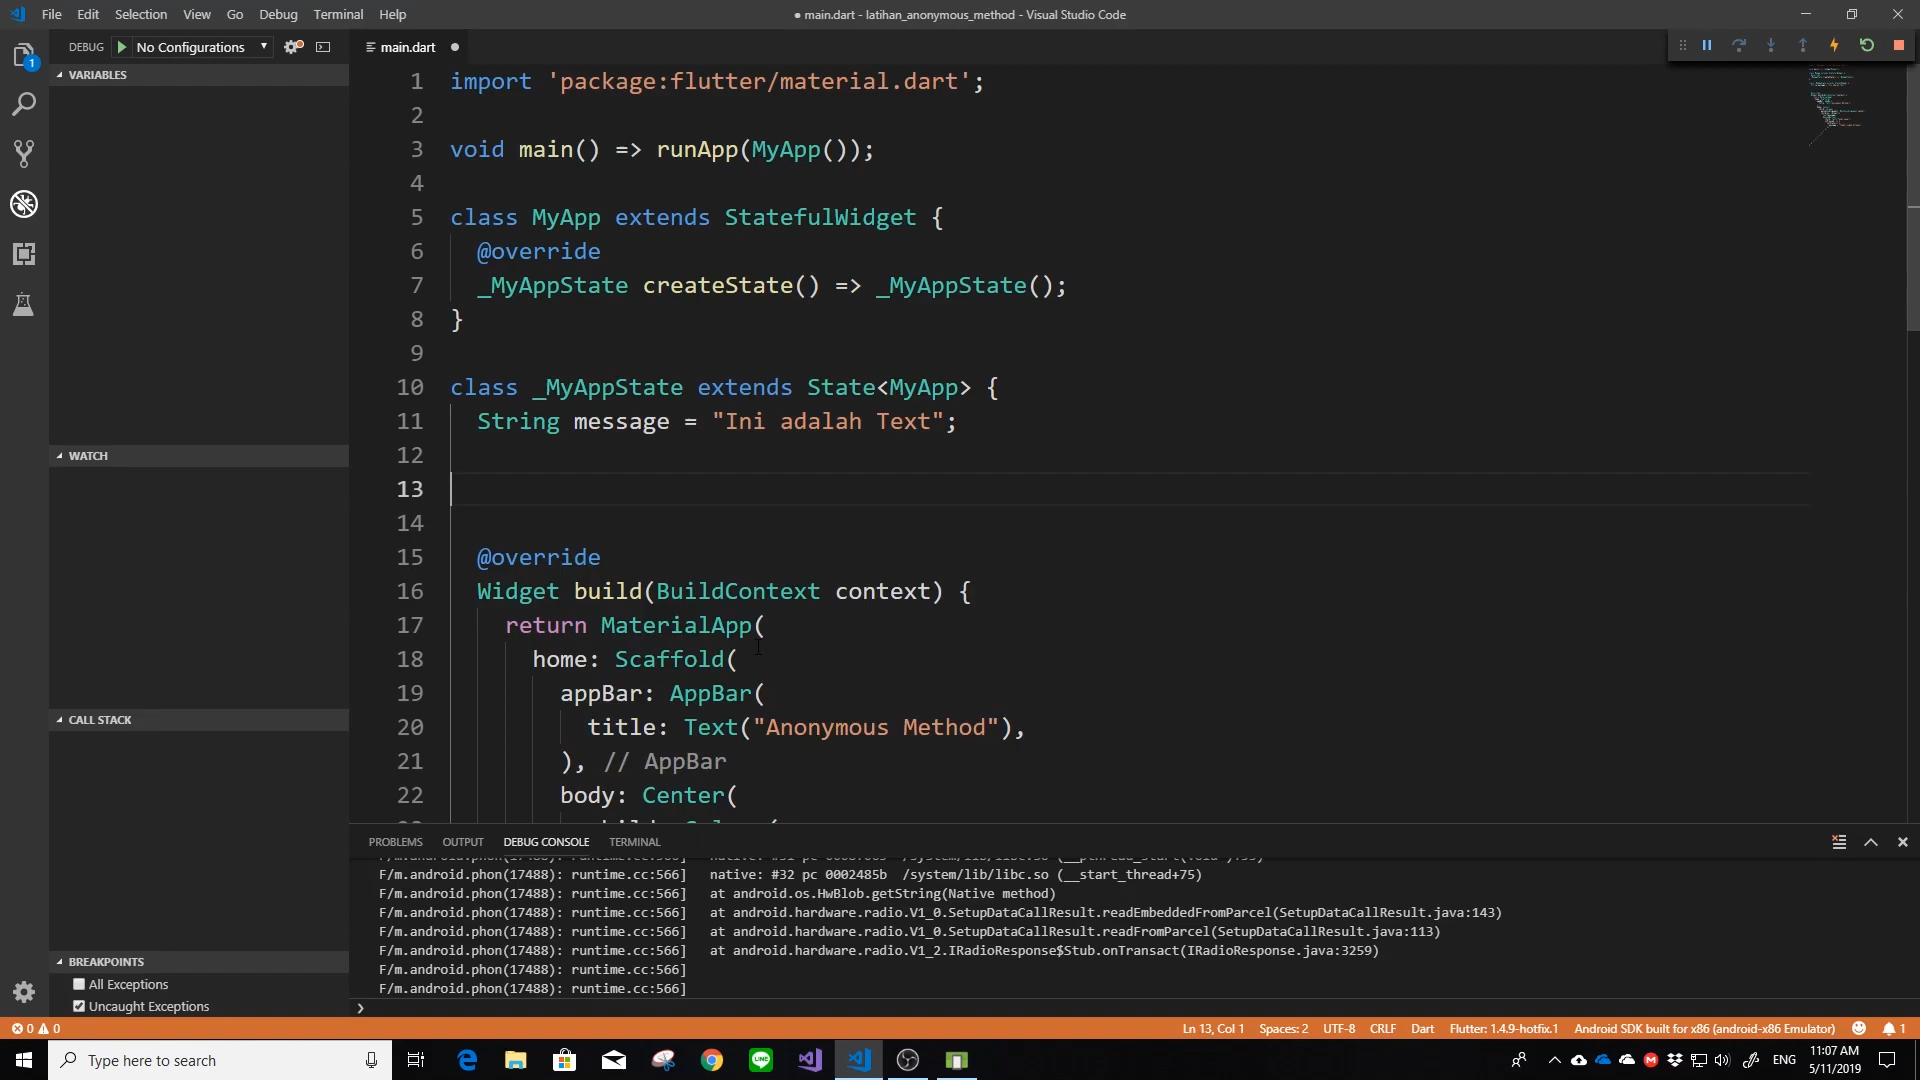 File Edit Selection View Go Debug Terminal Help
● main.dart - latihan_anonymous_method - Visual Studio Code
DEBUG No Configurations
main.dart
1
VARIABLES
WATCH
CALL STACK
BREAKPOINTS
All Exceptions
Uncaught Exceptions
1 import 'package:flutter/material.dart';
2
3 void main() => runApp(MyApp());
4
5 class MyApp extends StatefulWidget {
6 @override
7 _MyAppState createState() => _MyAppState();
8 }
9
10 class _MyAppState extends State<MyApp> {
11 String message = "Ini adalah Text";
12
13
14
15 @override
16 Widget build(BuildContext context) {
17 return MaterialApp(
18 home: Scaffold(
19 appBar: AppBar(
20 title: Text("Anonymous Method"),
21 ), // AppBar
22 body: Center(
PROBLEMS OUTPUT DEBUG CONSOLE TERMINAL
F/m.android.phon(17488): runtime.cc:566] native: #32 pc 0002485b /system/lib/libc.so (__start_thread+75)
F/m.android.phon(17488): runtime.cc:566] at android.os.HwBlob.getString(Native method)
F/m.android.phon(17488): runtime.cc:566] at android.hardware.radio.V1_0.SetupDataCallResult.readEmbeddedFromParcel(SetupDataCallResult.java:143)
F/m.android.phon(17488): runtime.cc:566] at android.hardware.radio.V1_0.SetupDataCallResult.readFromParcel(SetupDataCallResult.java:113)
F/m.android.phon(17488): runtime.cc:566] at android.hardware.radio.V1_2.IRadioResponse$Stub.onTransact(IRadioResponse.java:3259)
F/m.android.phon(17488): runtime.cc:566]
F/m.android.phon(17488): runtime.cc:566]
0 0
Ln 13, Col 1 Spaces: 2 UTF-8 CRLF Dart Flutter: 1.4.9-hotfix.1 Android SDK built for x86 (android-x86 Emulator) 1
Type here to search
LINE
ENG
11:07 AM
5/11/2019